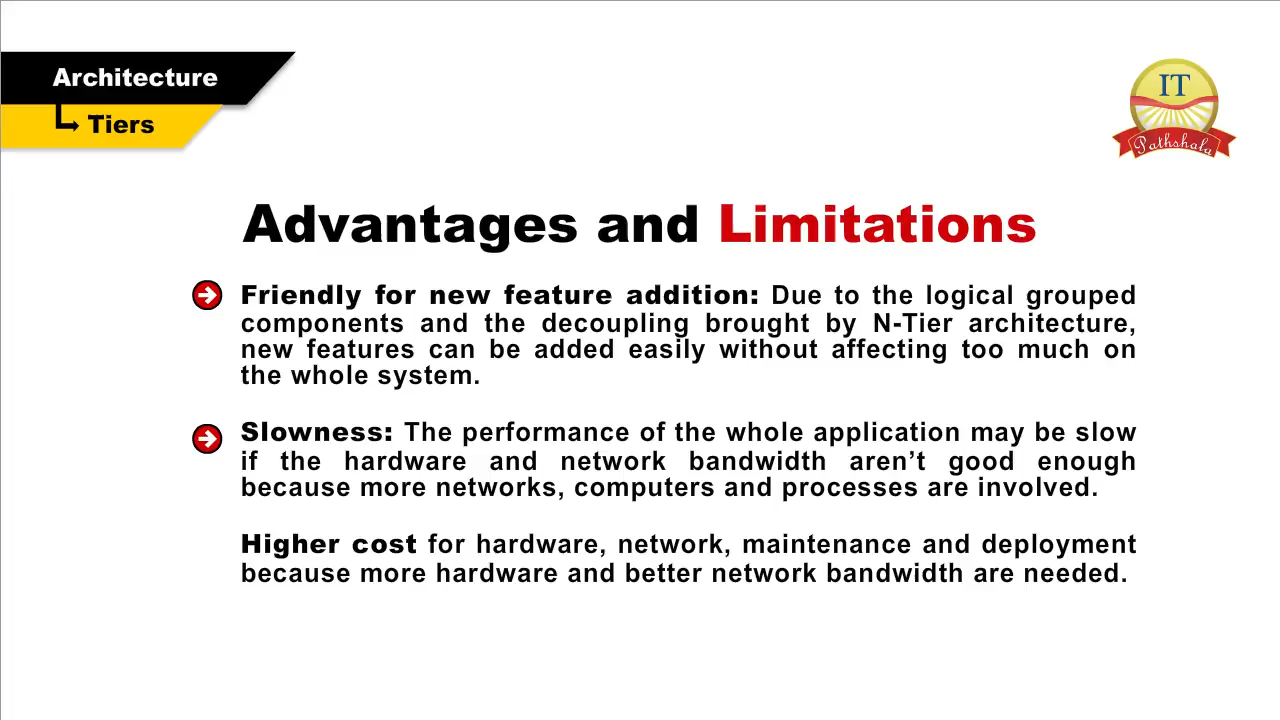 Architecture
Tiers
IT
Pathshala
Advantages and Limitations
Friendly for new feature addition: Due to the logical grouped
components and the decoupling brought by N-Tier architecture,
new features can be added easily without affecting too much on
the whole system.
Slowness: The performance of the whole application may be slow
if the hardware and network bandwidth aren’t good enough
because more networks, computers and processes are involved.
Higher cost for hardware, network, maintenance and deployment
because more hardware and better network bandwidth are needed.